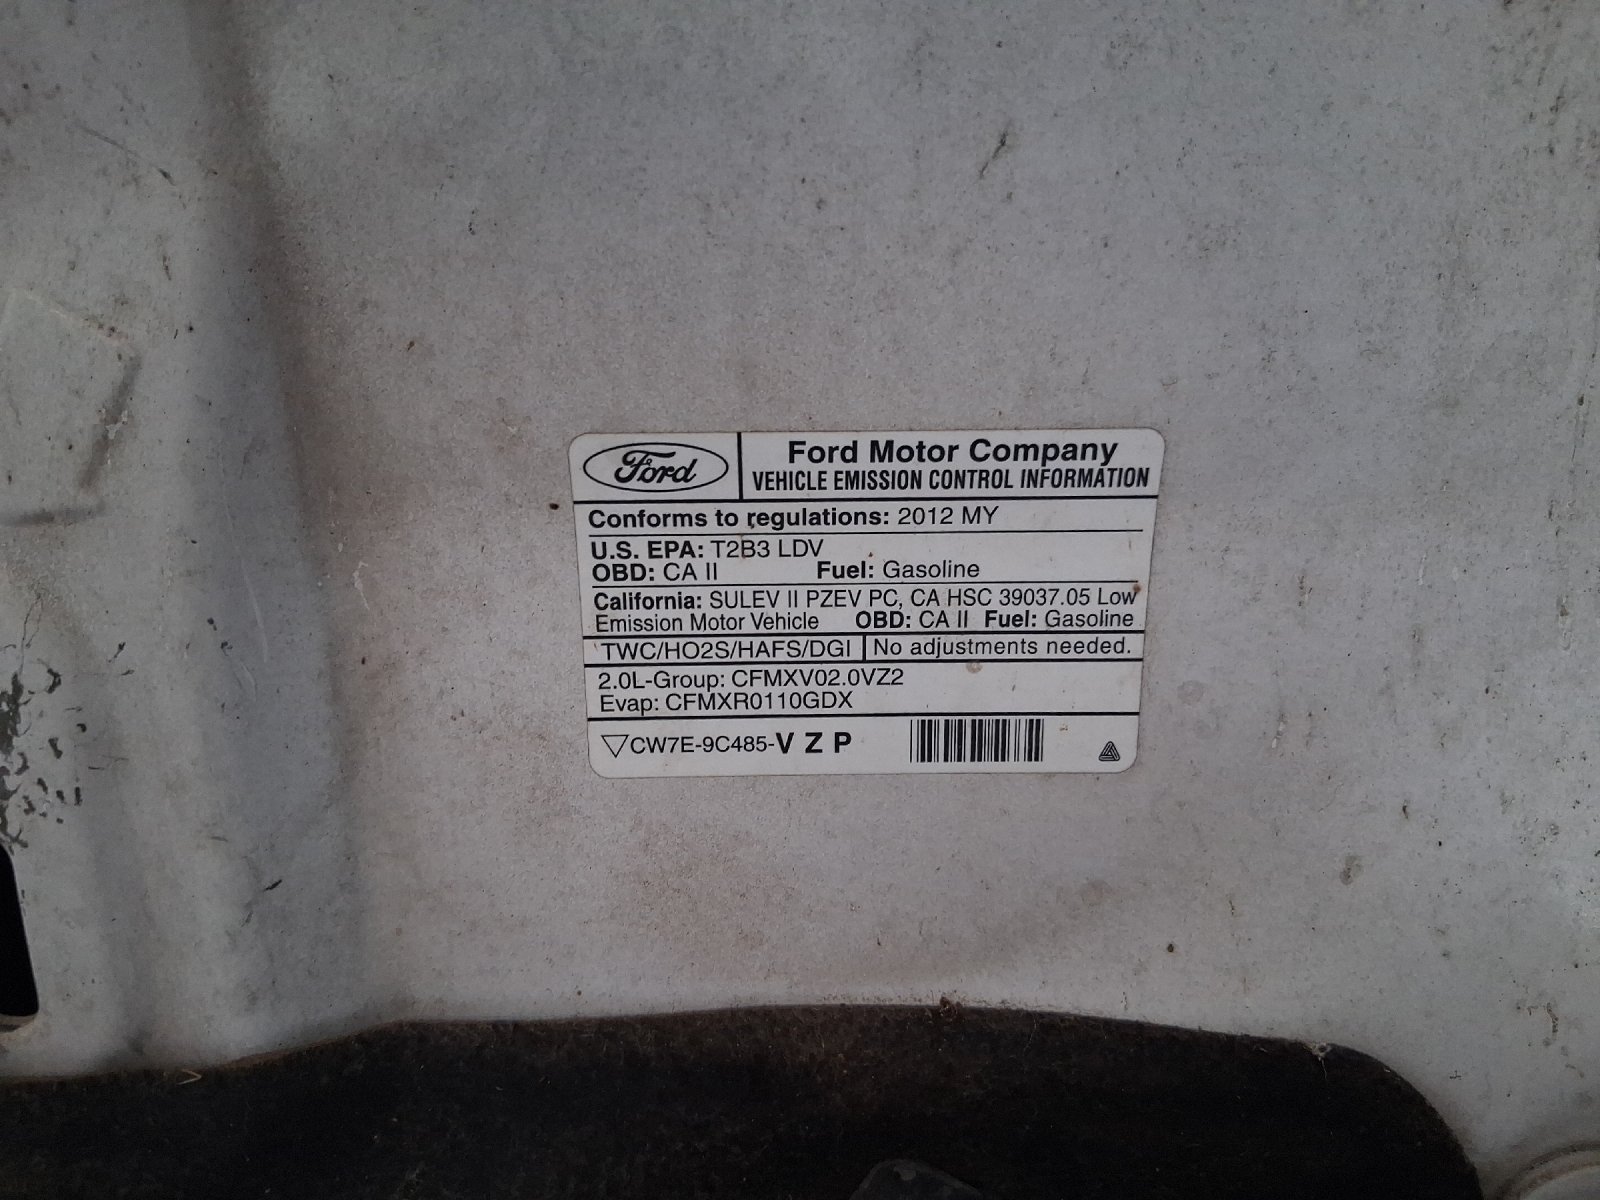 Ford
Ford Motor Company
VEHICLE EMISSION CONTROL INFORMATION
Conforms to regulations: 2012 MY
U.S. EPA: T2B3 LDV
OBD: CA II Fuel: Gasoline
California: SULEV II PZEV PC, CA HSC 39037.05 Low
Emission Motor Vehicle OBD: CA II Fuel: Gasoline
TWC/HO2S/HAFS/DGI No adjustments needed.
2.0L-Group: CFMXV02.0VZ2
Evap: CFMXR0110GDX
CW7E-9C485-V Z P